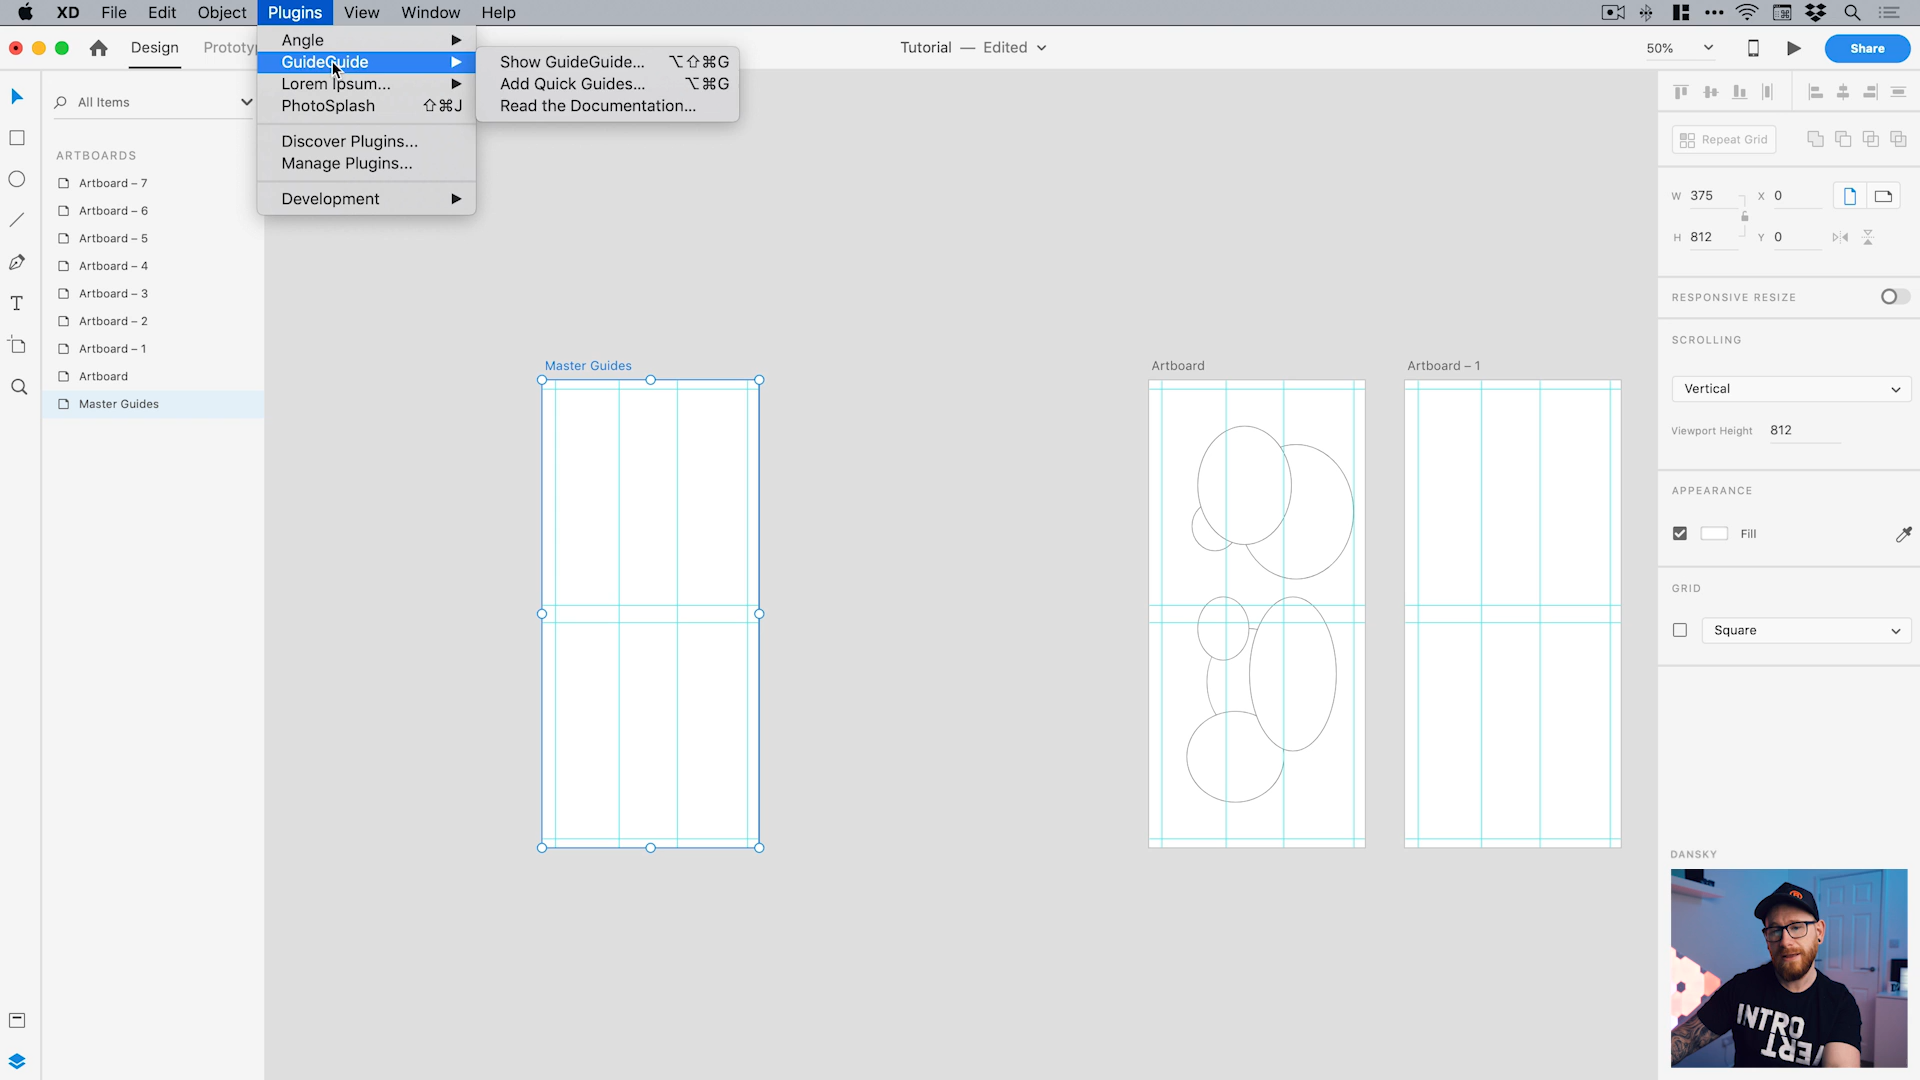 XD File Edit Object Plugins View Window Help
Design Prototy
Angle
GuideGuide
Lorem Ipsum...
PhotoSplash ⇧⌘J
Discover Plugins...
Manage Plugins...
Development
Show GuideGuide... ⌥⇧⌘G
Add Quick Guides... ⌥⌘G
Read the Documentation...
Tutorial — Edited
50%
Share
All Items
ARTBOARDS
Artboard – 7
Artboard – 6
Artboard – 5
Artboard – 4
Artboard – 3
Artboard – 2
Artboard – 1
Artboard
Master Guides
Master Guides
Artboard
Artboard – 1
Repeat Grid
W 375 X 0
H 812 Y 0
RESPONSIVE RESIZE
SCROLLING
Vertical
Viewport Height 812
APPEARANCE
Fill
GRID
Square
DANSKY
INTRO
VERT